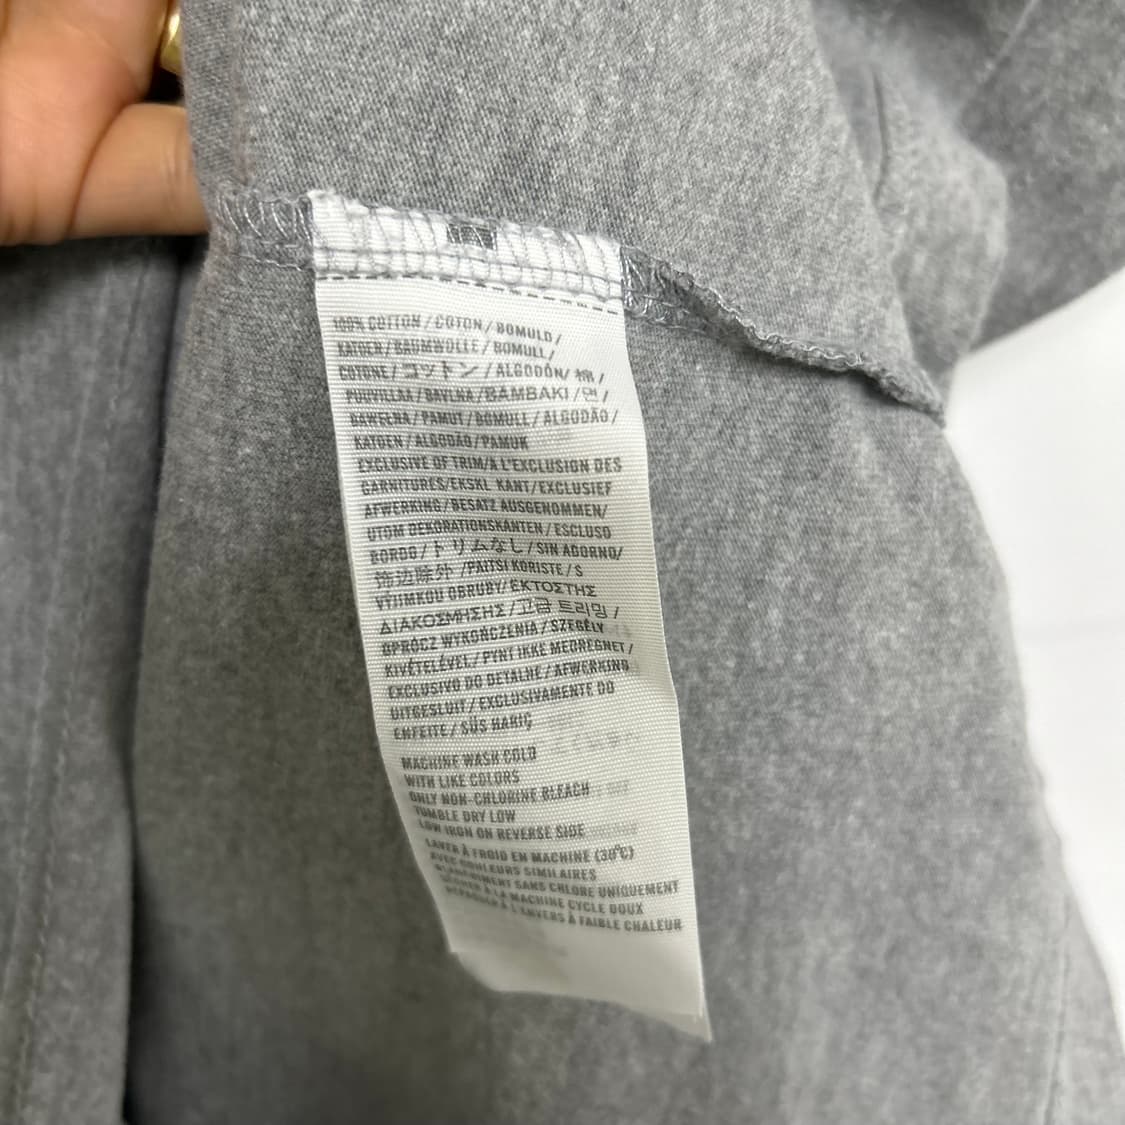 100% COTTON / COTON / BOMULD /
KATOEN / BAUMWOLLE / BOMULL /
COTONE / コットン / ALGODÓN / 棉 /
PUUVILLAA / BAVLNA / BAMBAKI / 면 /
BAWEŁNA / PAMUT / BOMULL / ALGODÃO /
KATOEN / ALGODÃO / PAMUK
EXCLUSIVE OF TRIM/À L'EXCLUSION DES
GARNITURES/EKSKL KANT/EXCLUSIEF
AFWERKING/BESATZ AUSGENOMMEN/
UTOM DEKORATIONSKANTEN / ESCLUSO
BORDO / トリムなし / SIN ADORNO/
饰边除外 /PAITSI KORISTE / S
VÝJIMKOU OBRUBY/ ΕΚΤΟΣΤΗΣ
ΔΙΑΚΟΣΜΗΣΗΣ /고급 트리밍 /
OPRÓCZ WYKOŃCZENIA / SZEGÉLY
KIVÉTELÉVEL / PYNT IKKE MEDREGNET /
EXCLUSIVO DO DETALHE / AFWERKING
UITGESLUIT / EXCLUSIVAMENTE DO
ENFEITE / SÜS HARIÇ
MACHINE WASH COLD
WITH LIKE COLORS
ONLY NON-CHLORINE BLEACH
TUMBLE DRY LOW
LOW IRON ON REVERSE SIDE
LAVER À FROID EN MACHINE (30°C)
AVEC COULEURS SIMILAIRES
BLANCHIMENT SANS CHLORE UNIQUEMENT
SÉCHER À LA MACHINE CYCLE DOUX
REPASSER À L'ENVERS À FAIBLE CHALEUR